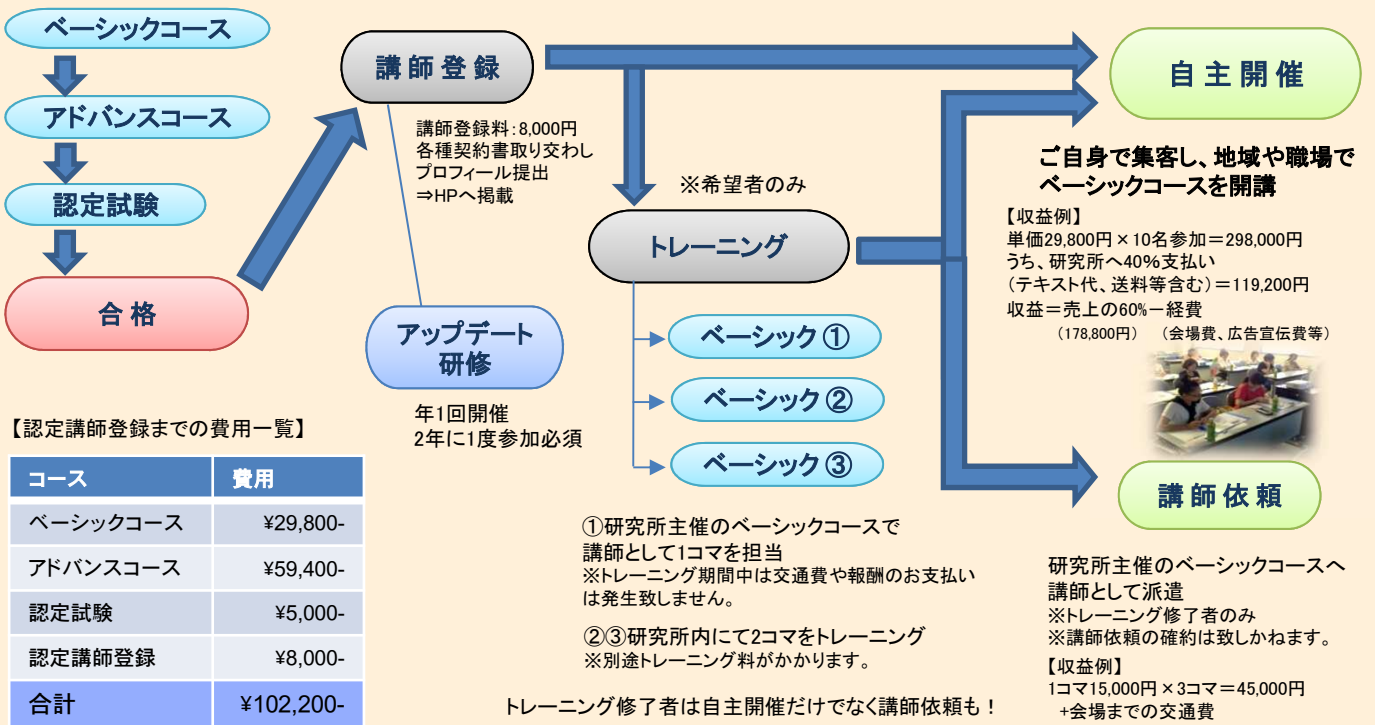 ベーシックコース
アドバンスコース
認定試験
合格
講師登録
講師登録料：8,000円
各種契約書取り交わし
プロフィール提出
⇒HPへ掲載
アップデート
研修
年1回開催
2年に1度参加必須
※希望者のみ
トレーニング
ベーシック①
ベーシック②
ベーシック③
①研究所主催のベーシックコースで
講師として1コマを担当
※トレーニング期間中は交通費や報酬のお支払い
は発生致しません。
②③研究所内にて2コマをトレーニング
※別途トレーニング料がかかります。
トレーニング修了者は自主開催だけでなく講師依頼も！
自主開催
ご自身で集客し、地域や職場で
ベーシックコースを開講
【収益例】
単価29,800円×10名参加＝298,000円
うち、研究所へ40％支払い
（テキスト代、送料等含む）＝119,200円
収益＝売上の60%－経費
（178,800円） （会場費、広告宣伝費等）
講師依頼
研究所主催のベーシックコースへ
講師として派遣
※トレーニング修了者のみ
※講師依頼の確約は致しかねます。
【収益例】
1コマ15,000円×3コマ＝45,000円
+会場までの交通費
【認定講師登録までの費用一覧】
コース 費用
ベーシックコース ¥29,800-
アドバンスコース ¥59,400-
認定試験 ¥5,000-
認定講師登録 ¥8,000-
合計 ¥102,200-